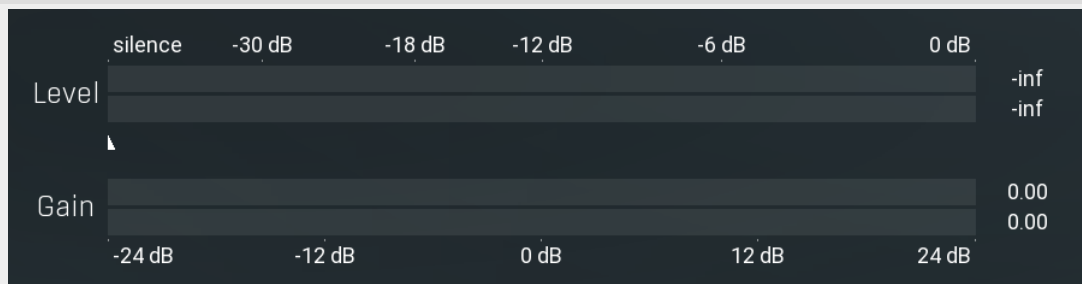 silence -30 dB -18 dB -12 dB -6 dB 0 dB
Level -inf
-inf
Gain 0.00
0.00
-24 dB -12 dB 0 dB 12 dB 24 dB